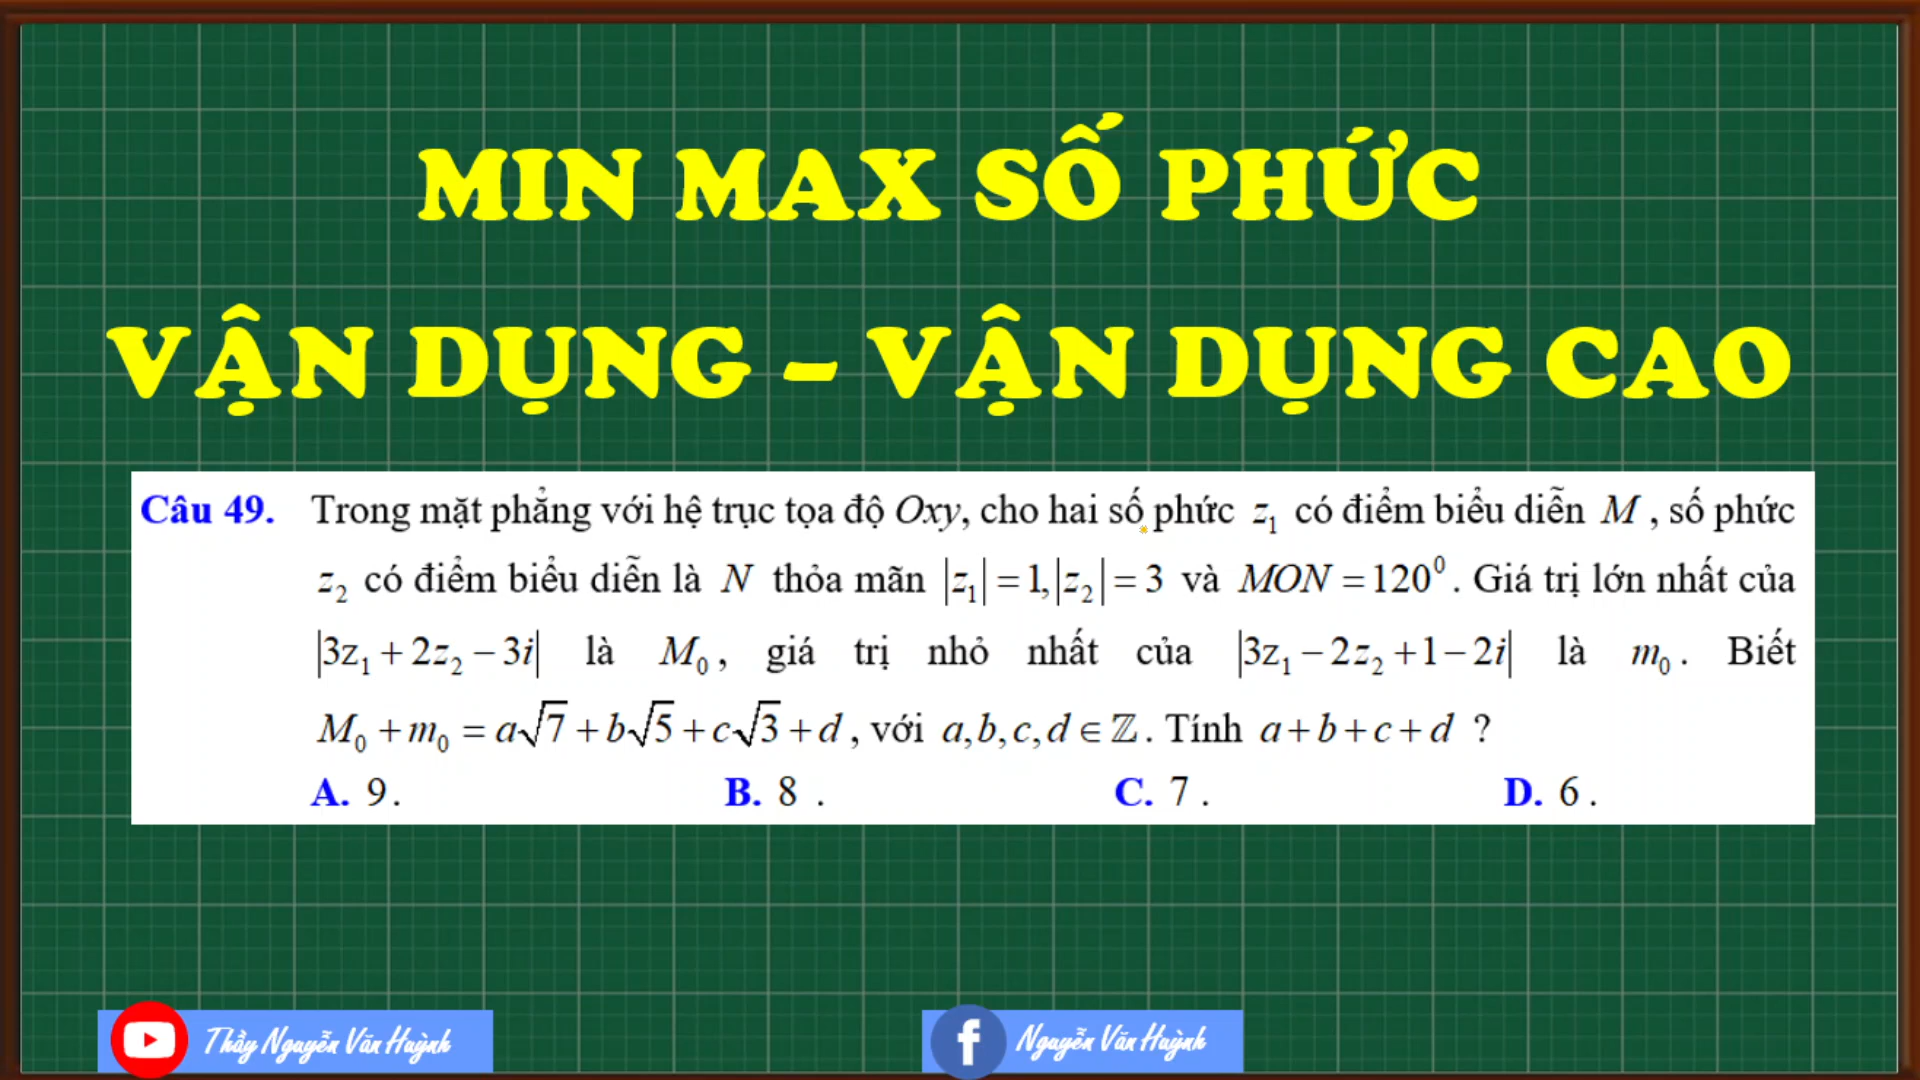 MIN MAX SỐ PHỨC
VẬN DỤNG – VẬN DỤNG CAO
Câu 49. Trong mặt phẳng với hệ trục tọa độ Oxy, cho hai số phức z₁ có điểm biểu diễn M , số phức
z₂ có điểm biểu diễn là N thỏa mãn |z₁| = 1, |z₂| = 3 và MON = 120⁰. Giá trị lớn nhất của
|3z₁ + 2z₂ − 3i| là M₀, giá trị nhỏ nhất của |3z₁ − 2z₂ + 1 − 2i| là m₀. Biết
M₀ + m₀ = a√7 + b√5 + c√3 + d, với a, b, c, d ∈ ℤ. Tính a + b + c + d ?
A. 9. B. 8 . C. 7 . D. 6 .
Thầy Nguyễn Văn Huỳnh
f Nguyễn Văn Huỳnh